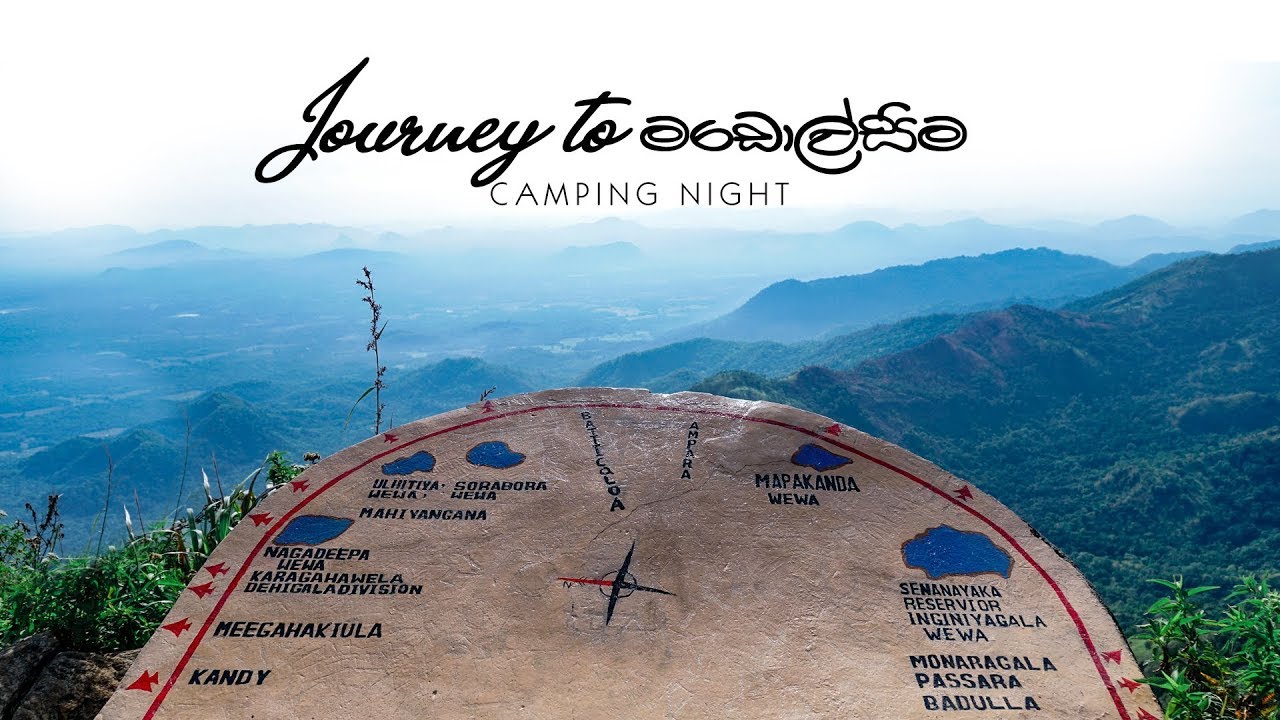 Journey to මඩොල්සිම
CAMPING NIGHT
BATTECOLOA
AMPARA
ULHITIYA SORABORA
WEWA WEWA
MAHIYANGANA
MAPAKANDA
WEWA
NAGADEEPA
WEWA
KARAGAHAWELA
DEHIGALADIVISION
MEEGAHAKIULA
KANDY
SENANAYAKA
RESERVIOR
INGINIYAGALA
WEWA
MONARAGALA
PASSARA
BADULLA